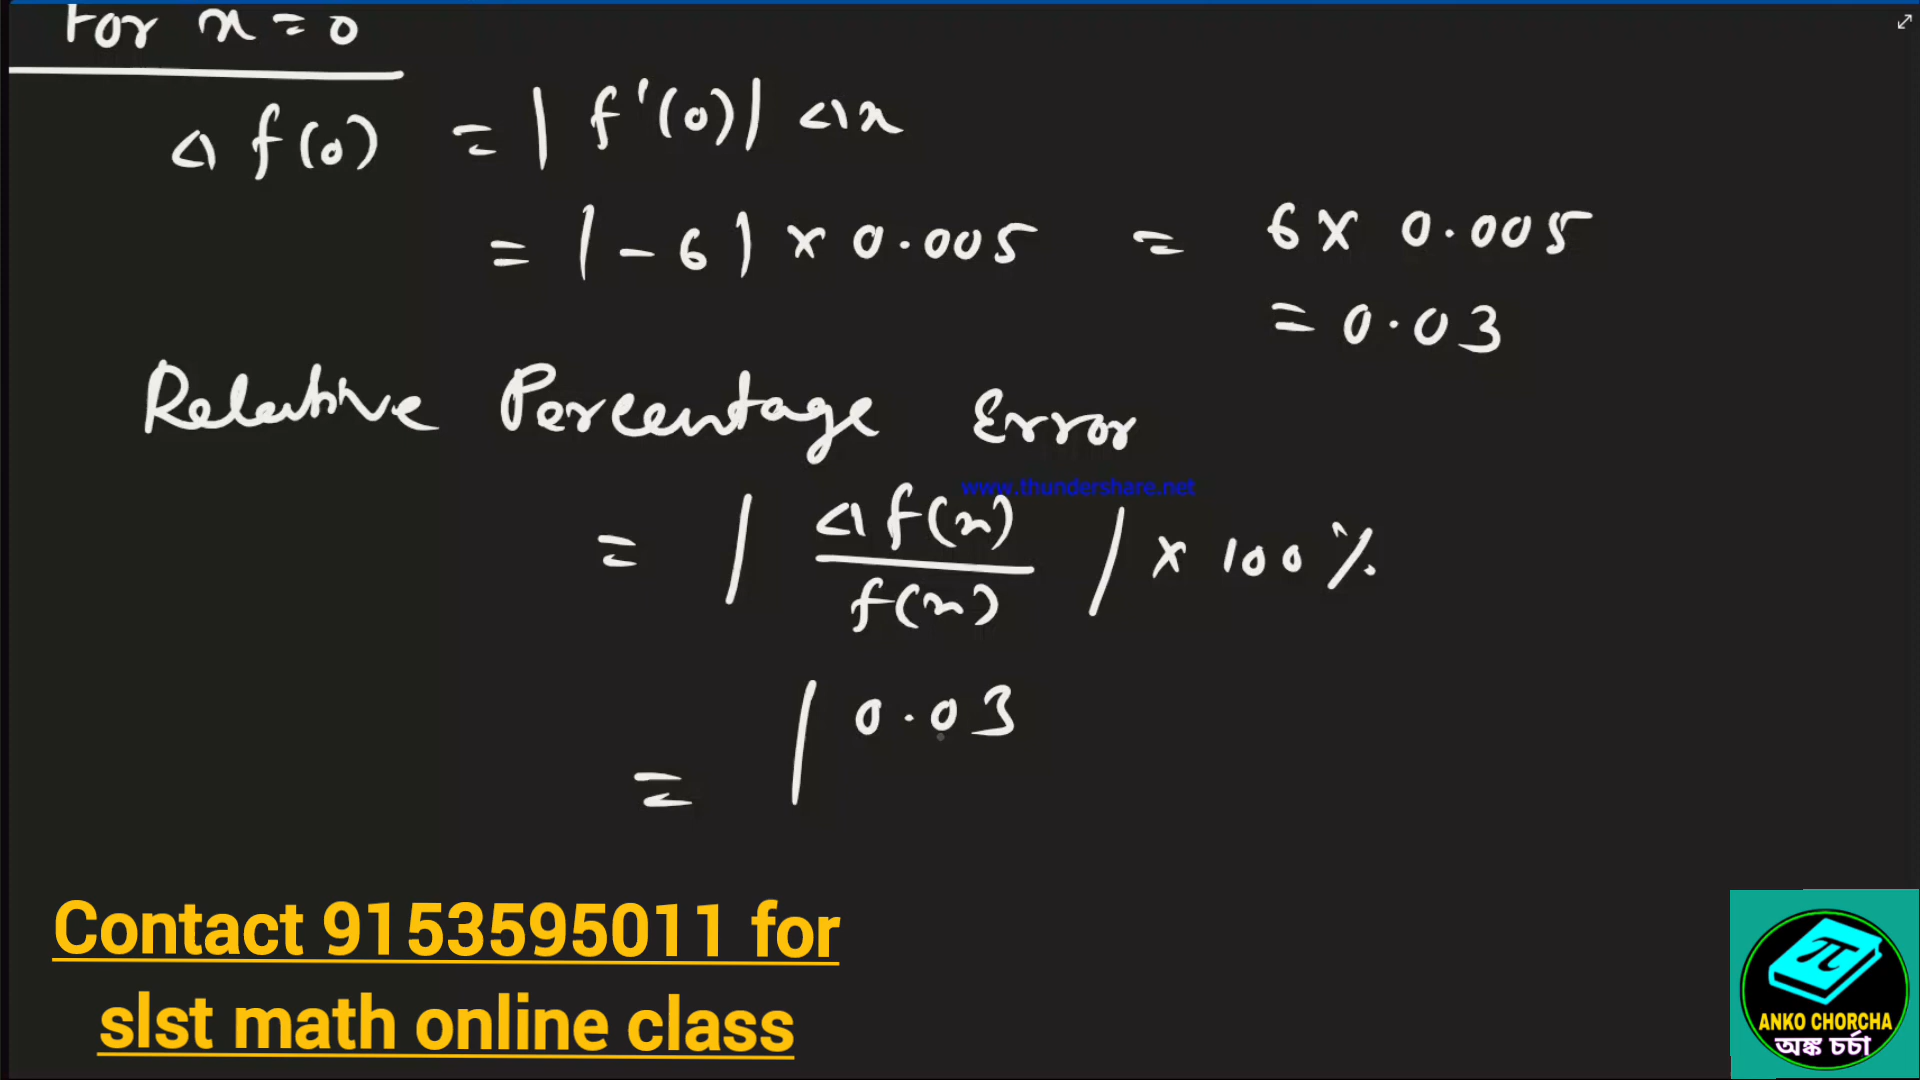 For x = 0
Δ f(0) = | f'(0)| Δx
= |-6| × 0.005 = 6 × 0.005
= 0.03
Relative Percentage Error
www.thundershare.net
= | Δf(x) / f(x) | × 100 %
= | 0.03
Contact 9153595011 for
slst math online class
π
ANKO CHORCHA
অঙ্ক চর্চা